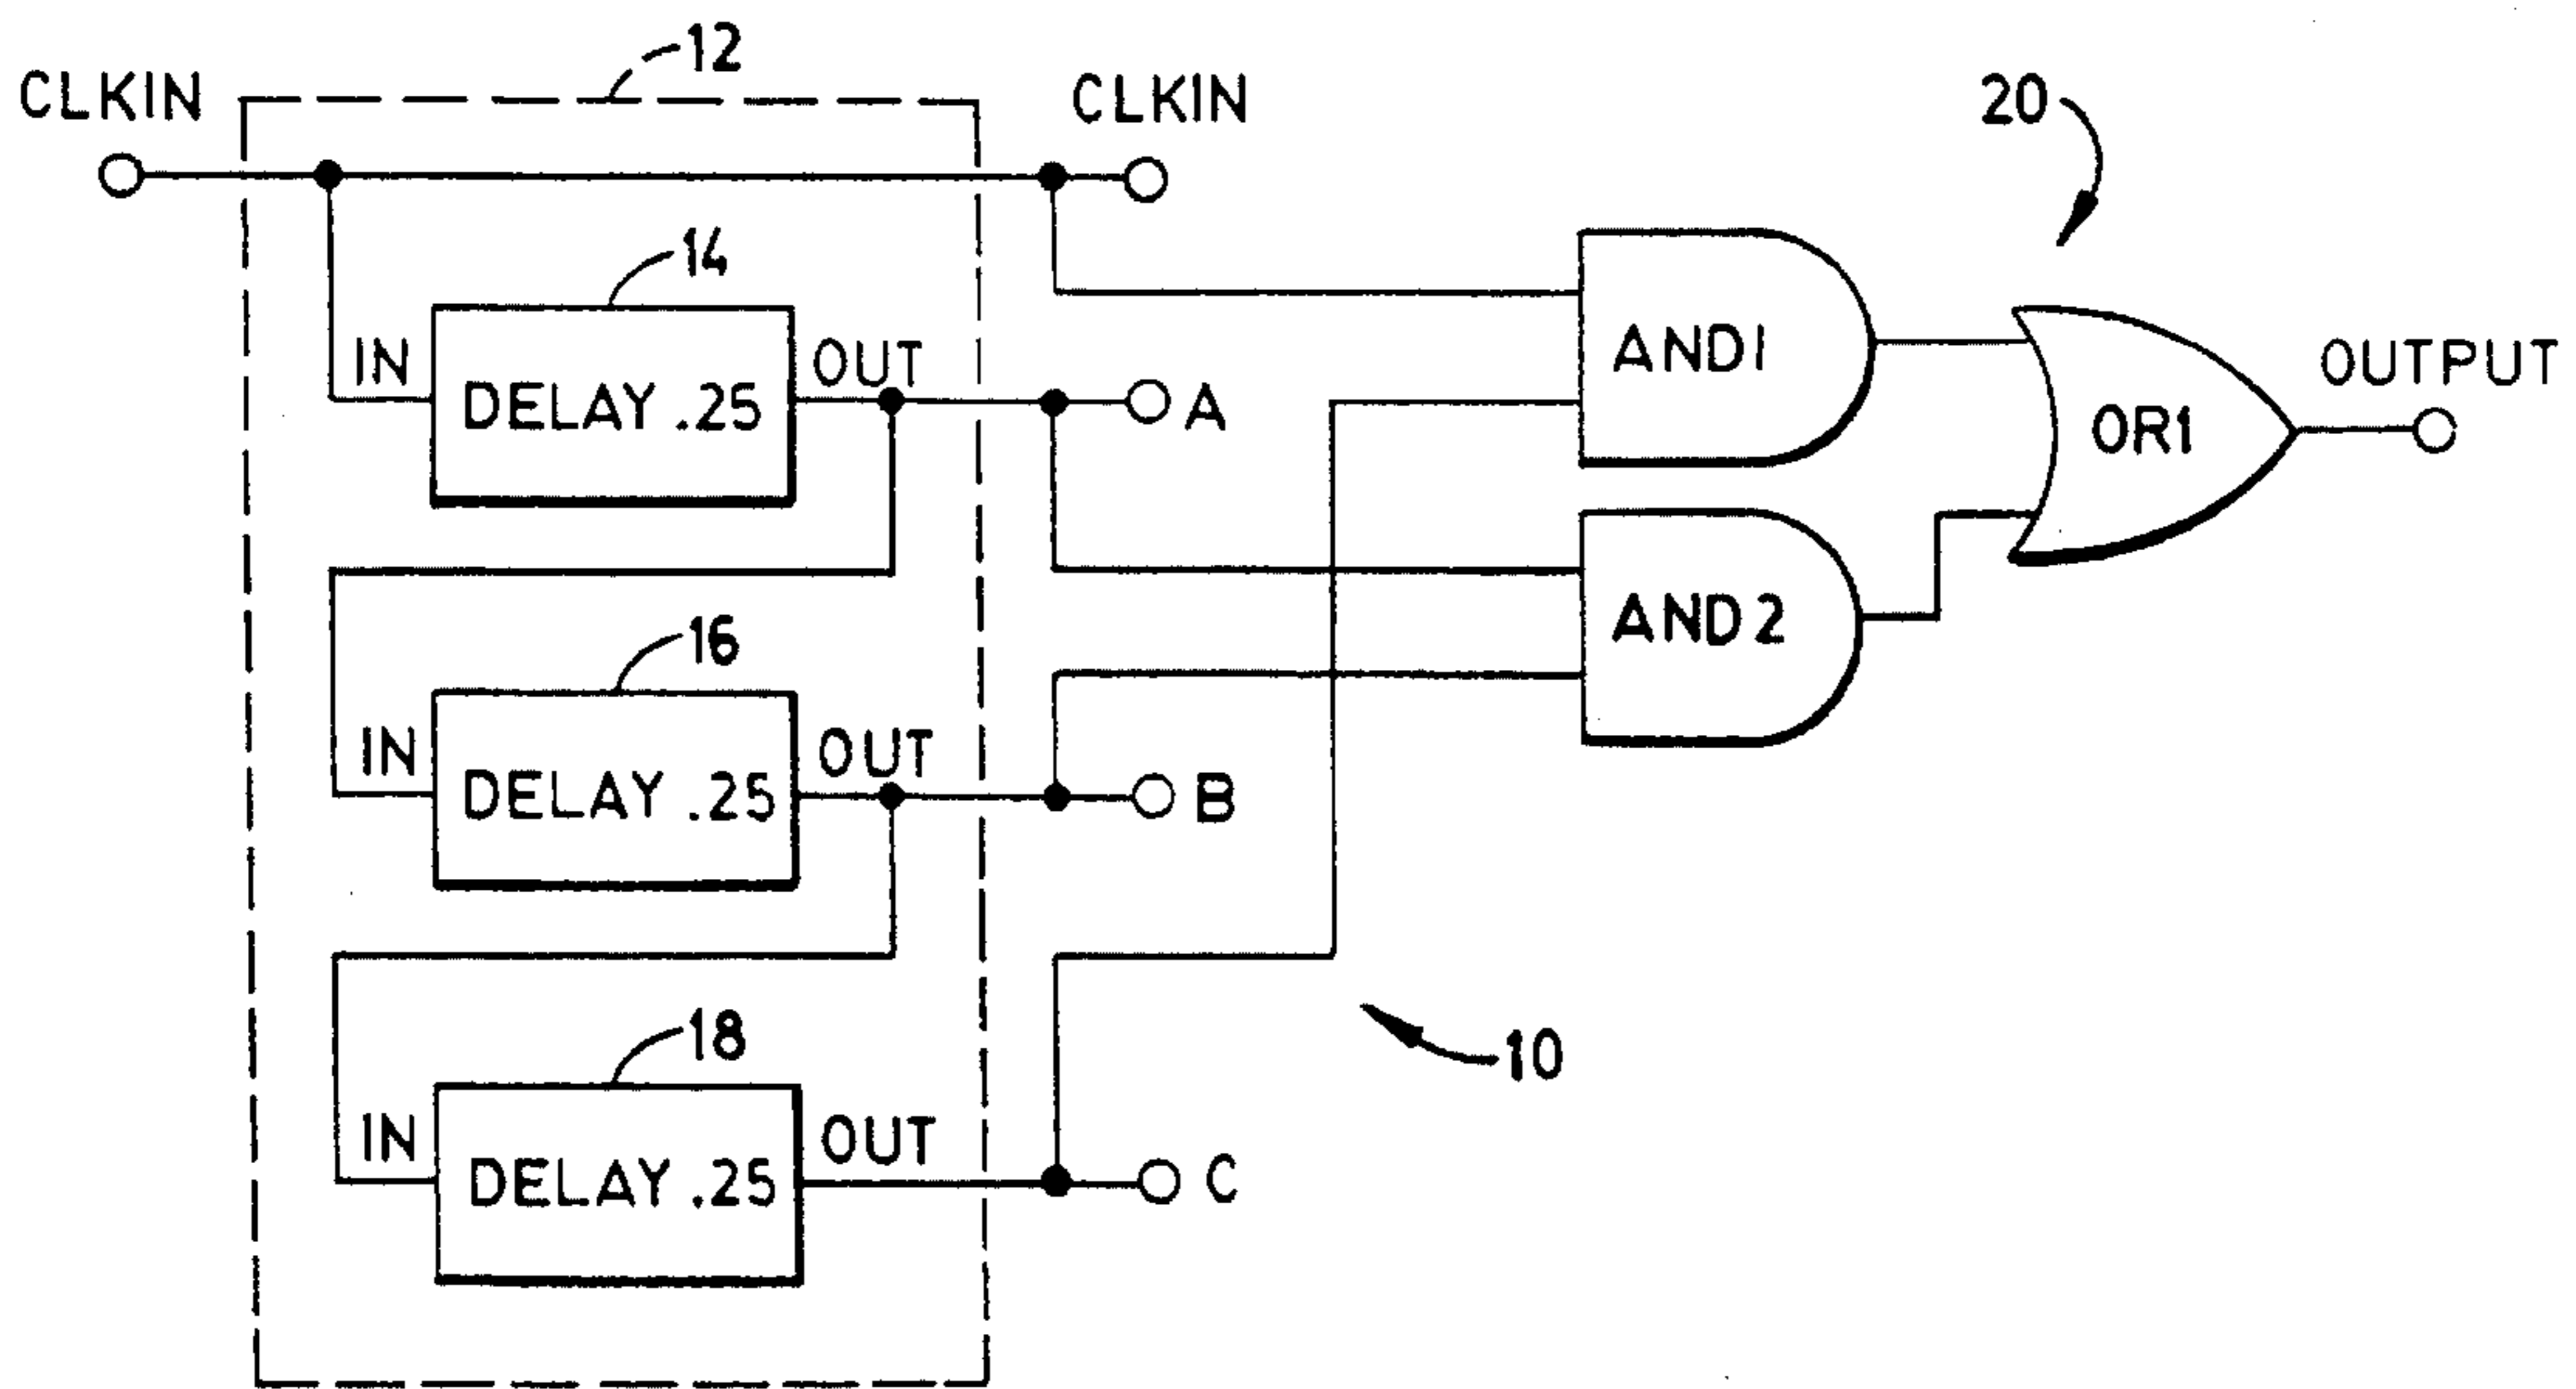 12
CLKIN
CLKIN
20
14
IN
DELAY .25
OUT
A
AND1
OR1
OUTPUT
16
IN
DELAY .25
OUT
B
AND2
18
IN
DELAY .25
OUT
C
10